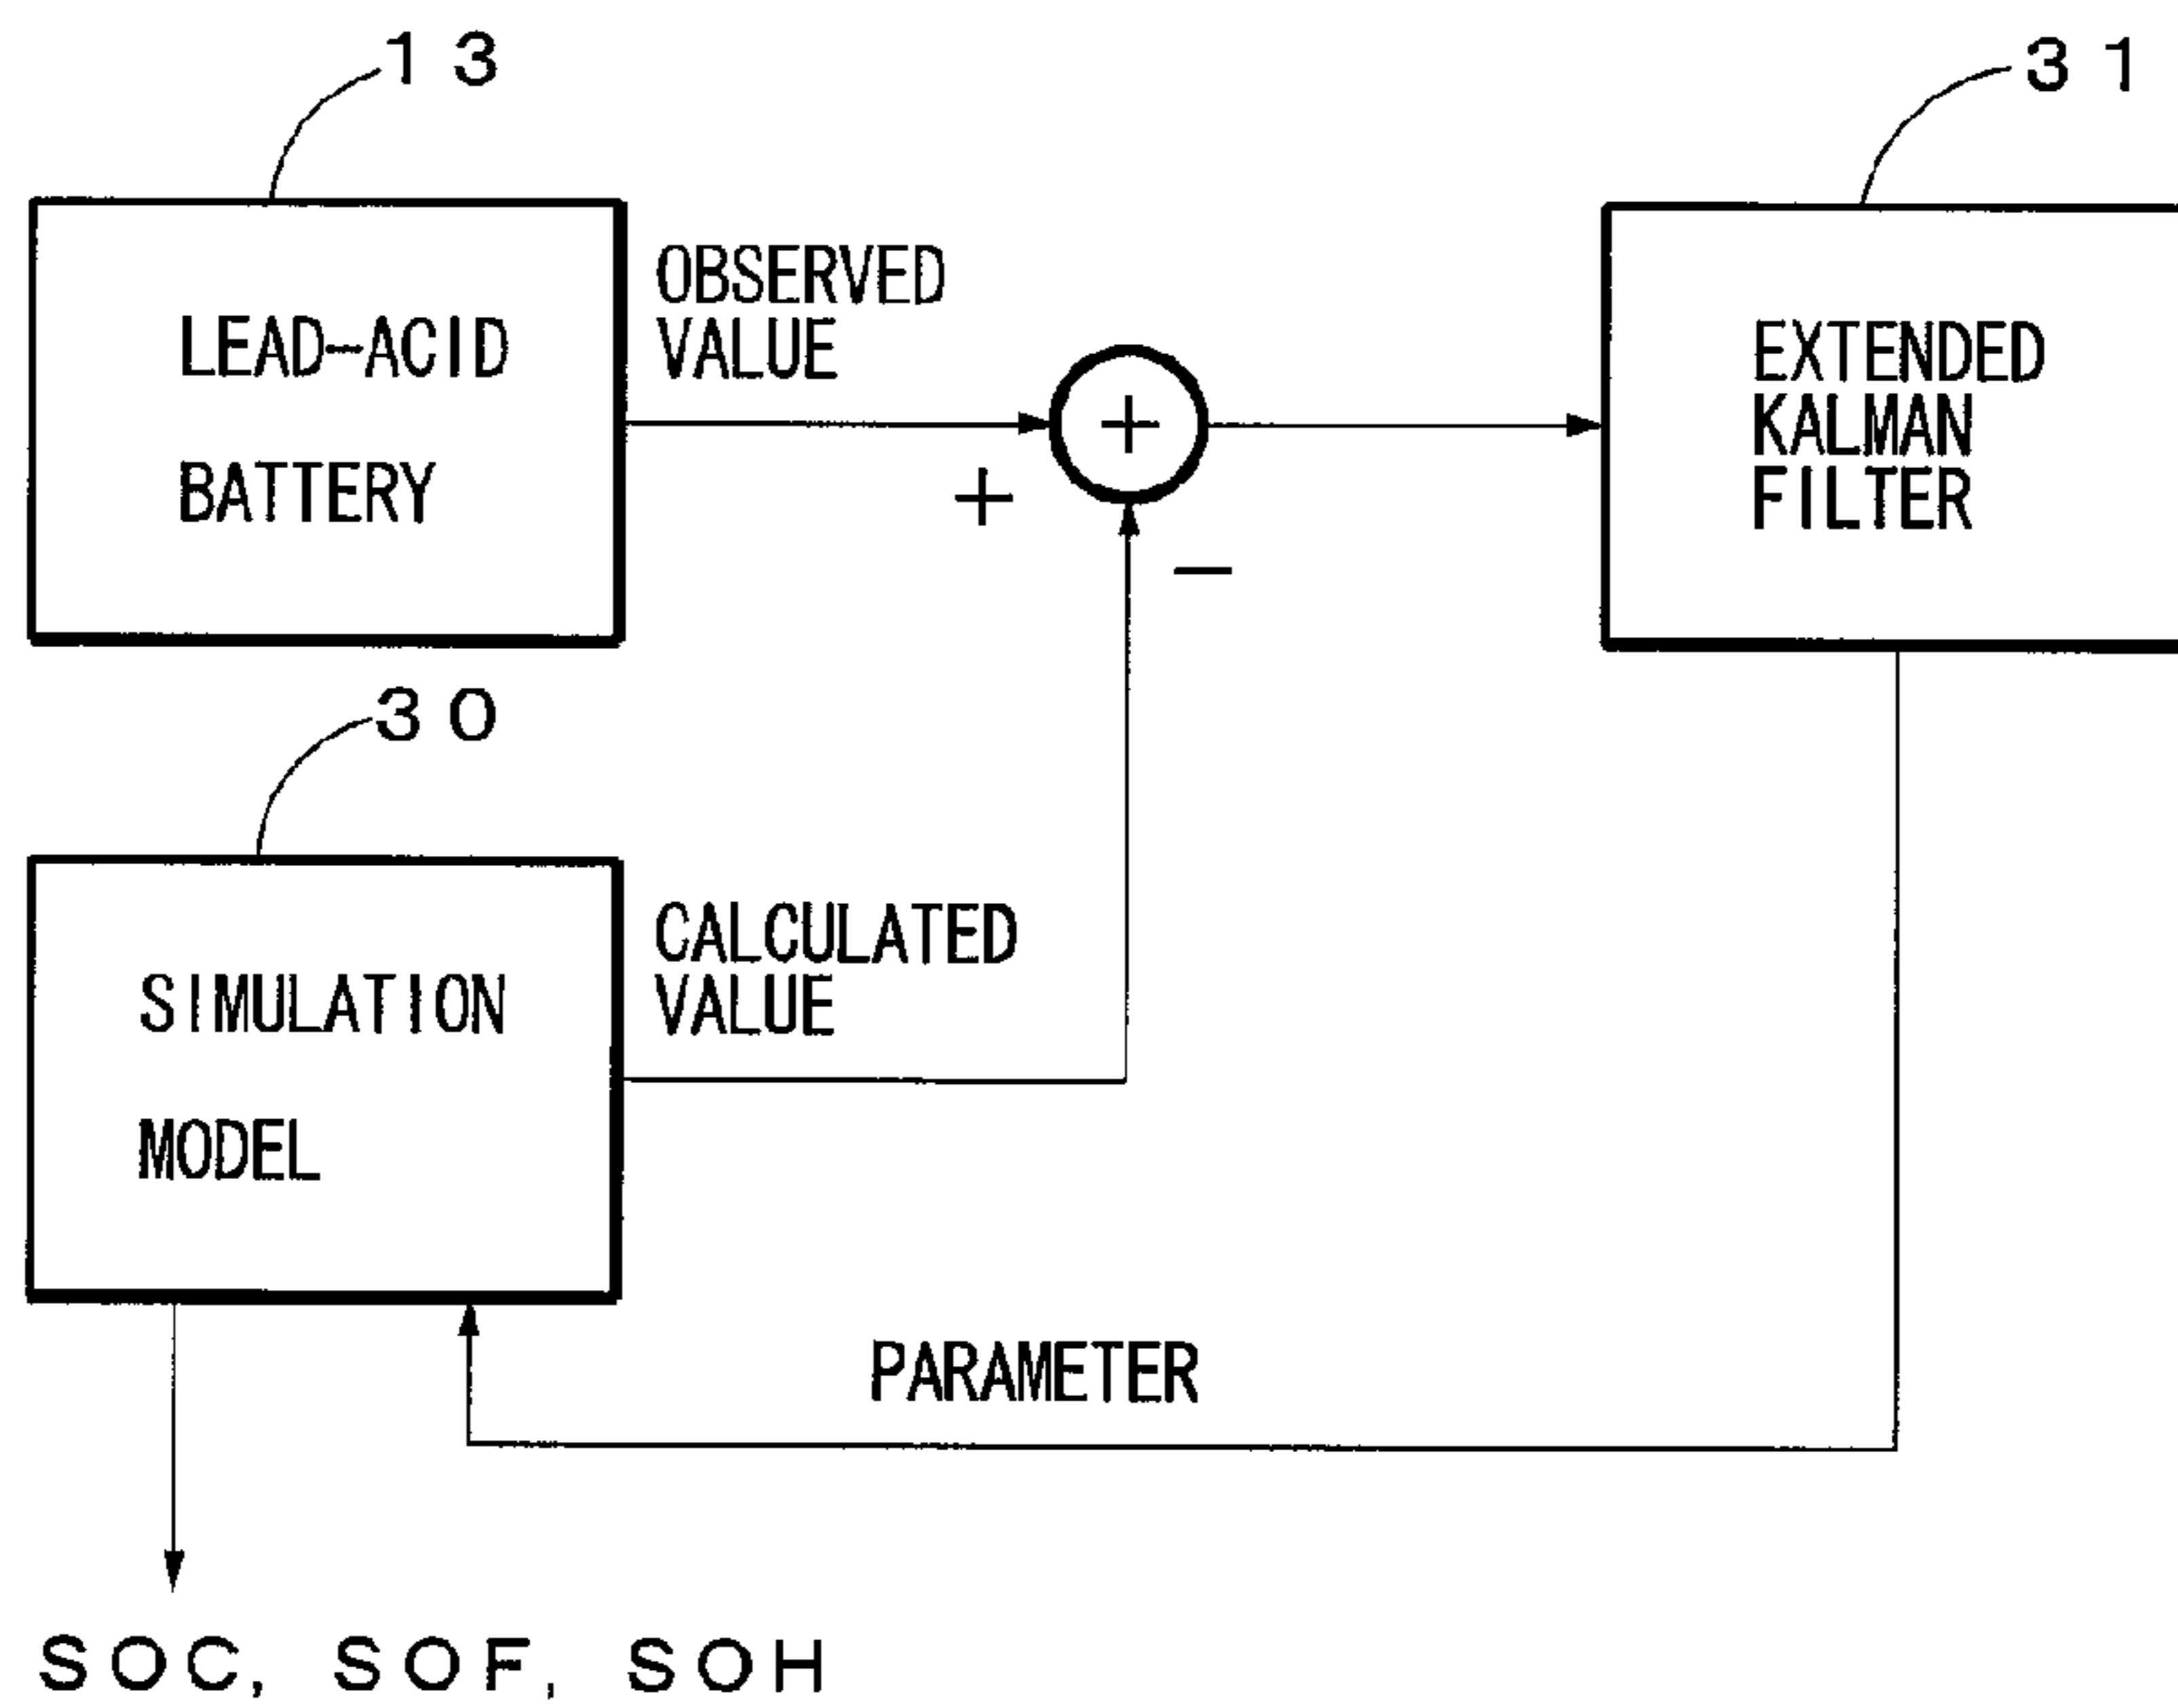 13
31
LEAD-ACID
BATTERY
OBSERVED
VALUE
+
+
−
EXTENDED
KALMAN
FILTER
30
SIMULATION
MODEL
CALCULATED
VALUE
PARAMETER
SOC, SOF, SOH